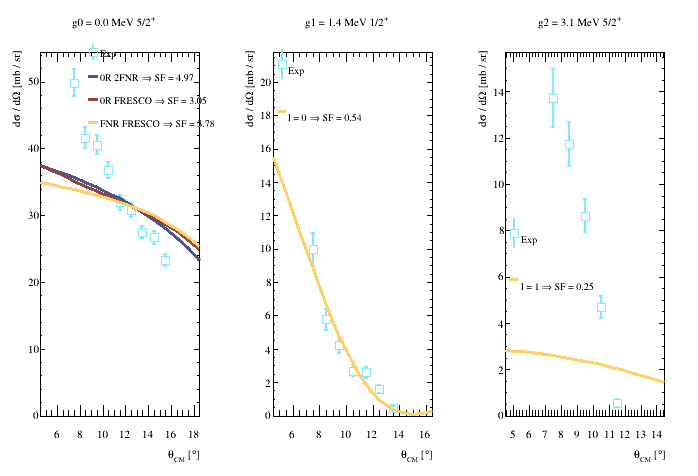 g0 = 0.0 MeV 5/2⁺
dσ / dΩ [mb / sr]
Exp
0R 2FNR ⇒ SF = 4.97
0R FRESCO ⇒ SF = 3.05
FNR FRESCO ⇒ SF = 3.78
50
40
30
20
10
0
6 8 10 12 14 16 18
θCM [°]
g1 = 1.4 MeV 1/2⁺
dσ / dΩ [mb / sr]
Exp
l = 0 ⇒ SF = 0.54
20
18
16
14
12
10
8
6
4
2
0
6 8 10 12 14 16
θCM [°]
g2 = 3.1 MeV 5/2⁺
dσ / dΩ [mb / sr]
Exp
l = 1 ⇒ SF = 0.25
14
12
10
8
6
4
2
0
5 6 7 8 9 10 11 12 13 14
θCM [°]